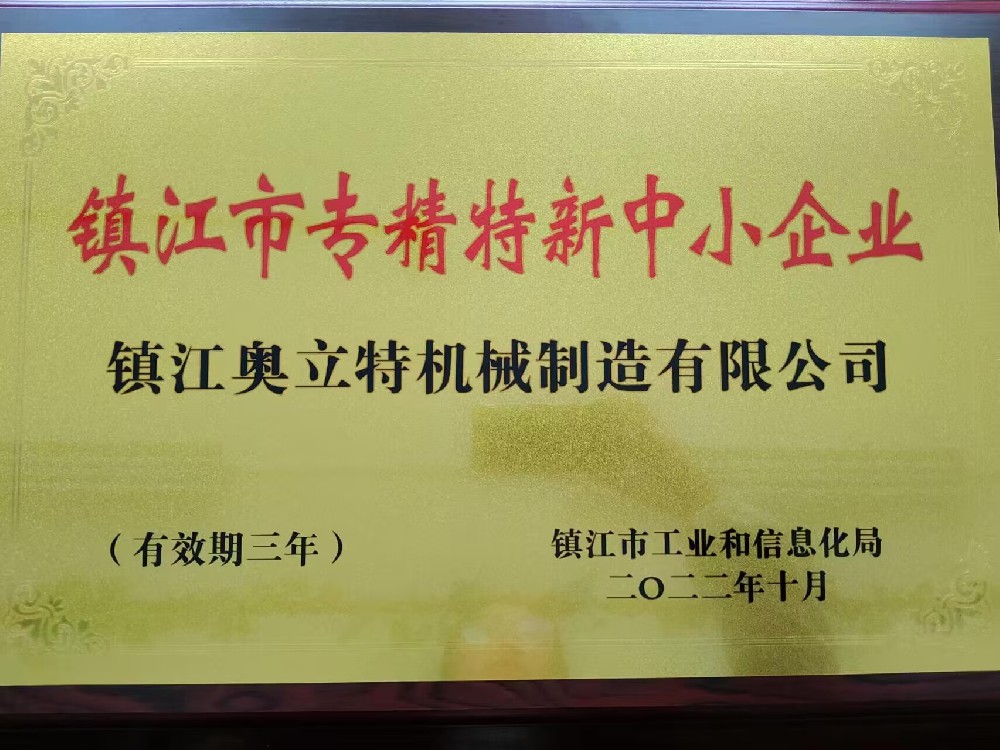 镇江市专精特新中小企业
镇江奥立特机械制造有限公司
（有效期三年）
镇江市工业和信息化局
二〇二二年十月